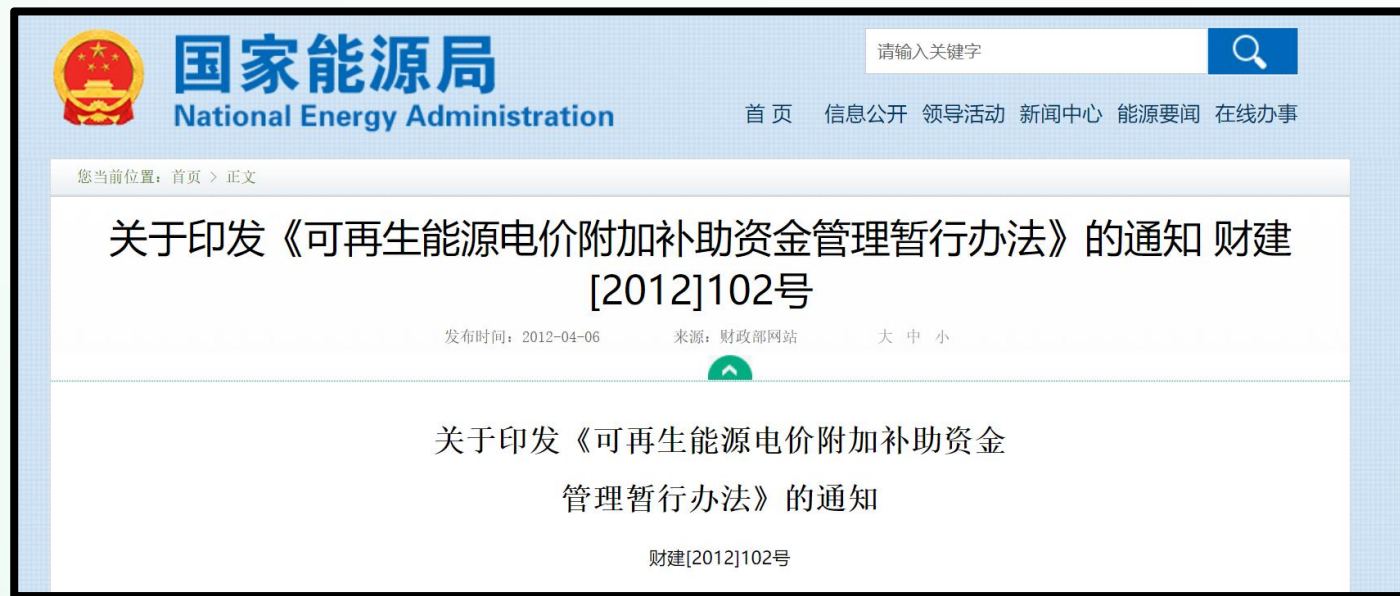 国家能源局
National Energy Administration
请输入关键字
首 页 信息公开 领导活动 新闻中心 能源要闻 在线办事
您当前位置：首页 > 正文
关于印发《可再生能源电价附加补助资金管理暂行办法》的通知 财建
[2012]102号
发布时间：2012-04-06 来源：财政部网站 大 中 小
关于印发《可再生能源电价附加补助资金
管理暂行办法》的通知
财建[2012]102号